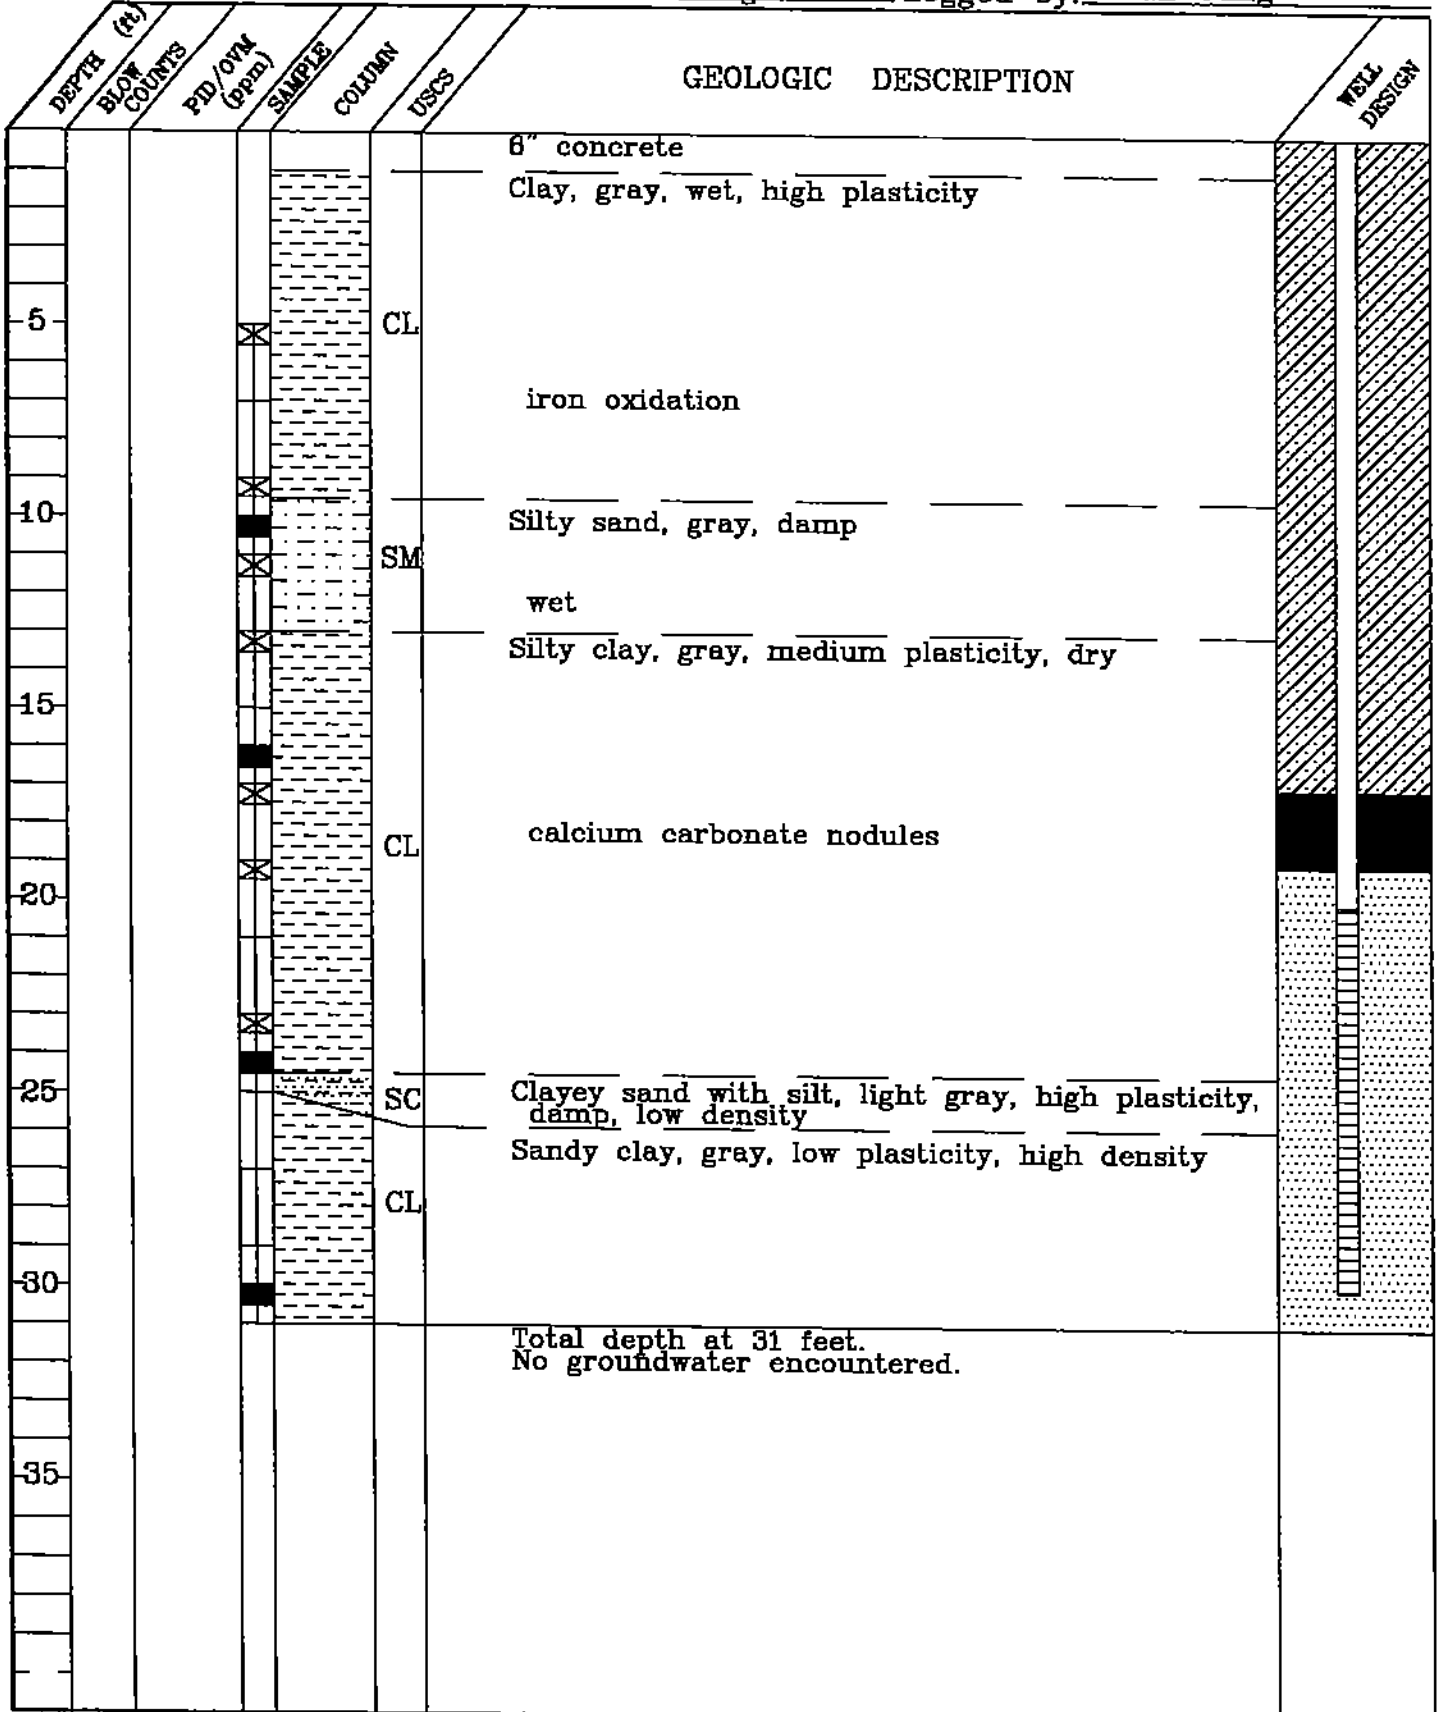 DEPTH (ft)
BLOW COUNTS
PID/OVM (ppm)
SAMPLE
COLUMN
USCS
GEOLOGIC DESCRIPTION
WELL DESIGN
6" concrete
Clay, gray, wet, high plasticity
5
CL
iron oxidation
10
Silty sand, gray, damp
SM
wet
Silty clay, gray, medium plasticity, dry
15
calcium carbonate nodules
CL
20
25
SC
Clayey sand with silt, light gray, high plasticity,
damp, low density
Sandy clay, gray, low plasticity, high density
CL
30
Total depth at 31 feet.
No groundwater encountered.
35